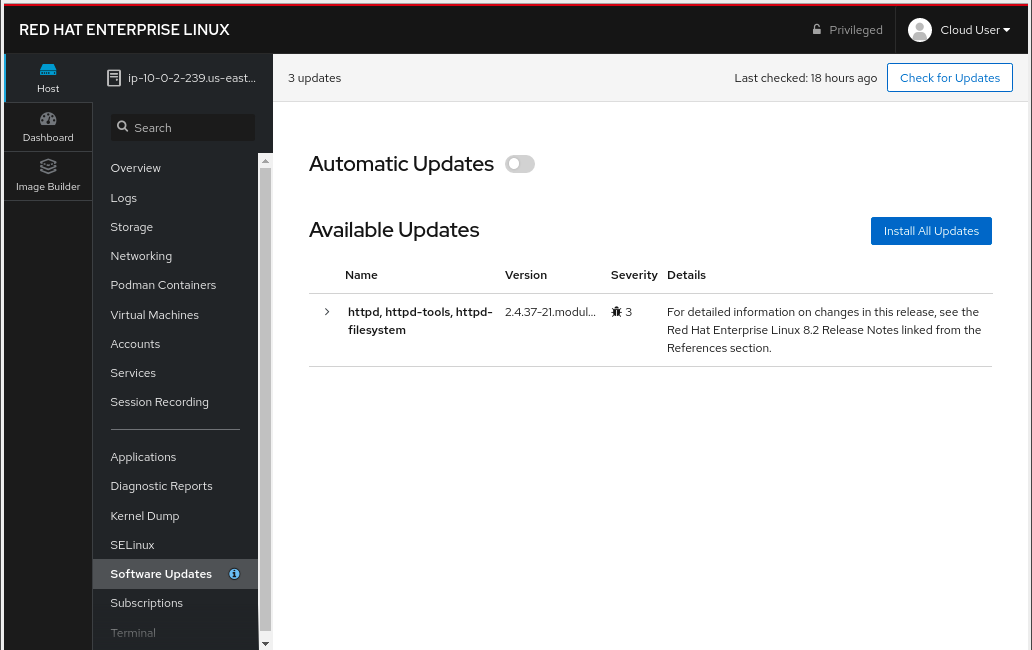 RED HAT ENTERPRISE LINUX
Privileged
Cloud User
Host
Dashboard
Image Builder
ip-10-0-2-239.us-east...
Search
Overview
Logs
Storage
Networking
Podman Containers
Virtual Machines
Accounts
Services
Session Recording
Applications
Diagnostic Reports
Kernel Dump
SELinux
Software Updates
Subscriptions
Terminal
3 updates
Last checked: 18 hours ago
Check for Updates
Automatic Updates
Available Updates
Install All Updates
Name Version Severity Details
httpd, httpd-tools, httpd-
filesystem
2.4.37-21.modul...
3
For detailed information on changes in this release, see the
Red Hat Enterprise Linux 8.2 Release Notes linked from the
References section.